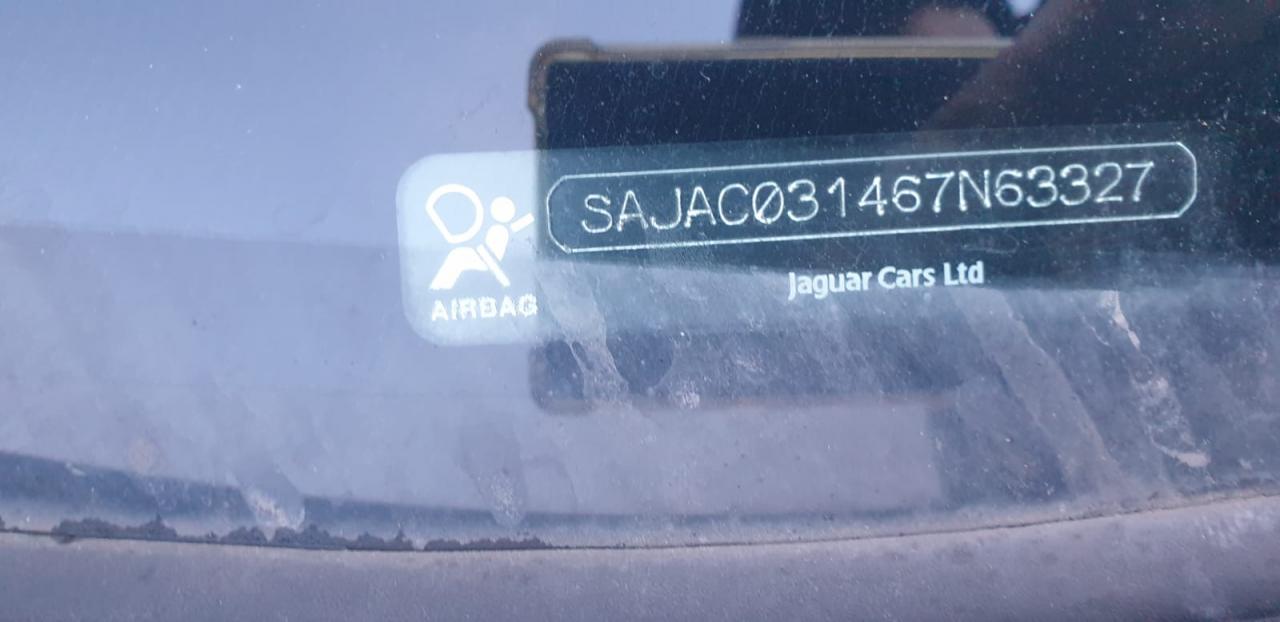 SAJAC031467N63327
Jaguar Cars Ltd
AIRBAG